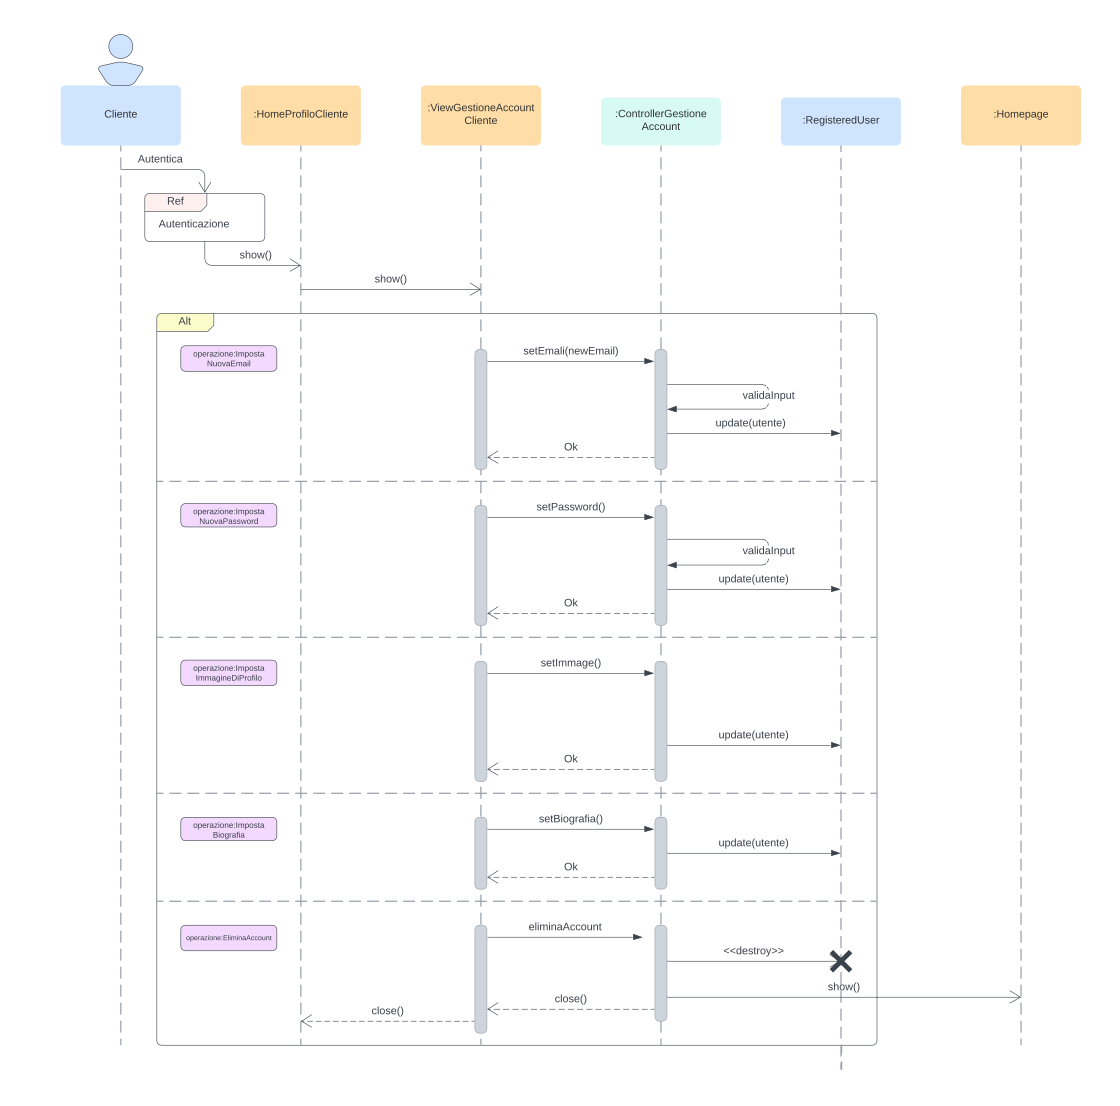 Cliente
:HomeProfiloCliente
:ViewGestioneAccount
Cliente
:ControllerGestione
Account
:RegisteredUser
:Homepage
Autentica
Ref
Autenticazione
show()
show()
Alt
operazione:Imposta
NuovaEmail
setEmali(newEmail)
validaInput
update(utente)
Ok
operazione:Imposta
NuovaPassword
setPassword()
validaInput
update(utente)
Ok
operazione:Imposta
ImmagineDiProfilo
setImmage()
update(utente)
Ok
operazione:Imposta
Biografia
setBiografia()
update(utente)
Ok
operazione:EliminaAccount
eliminaAccount
<<destroy>>
show()
close()
close()